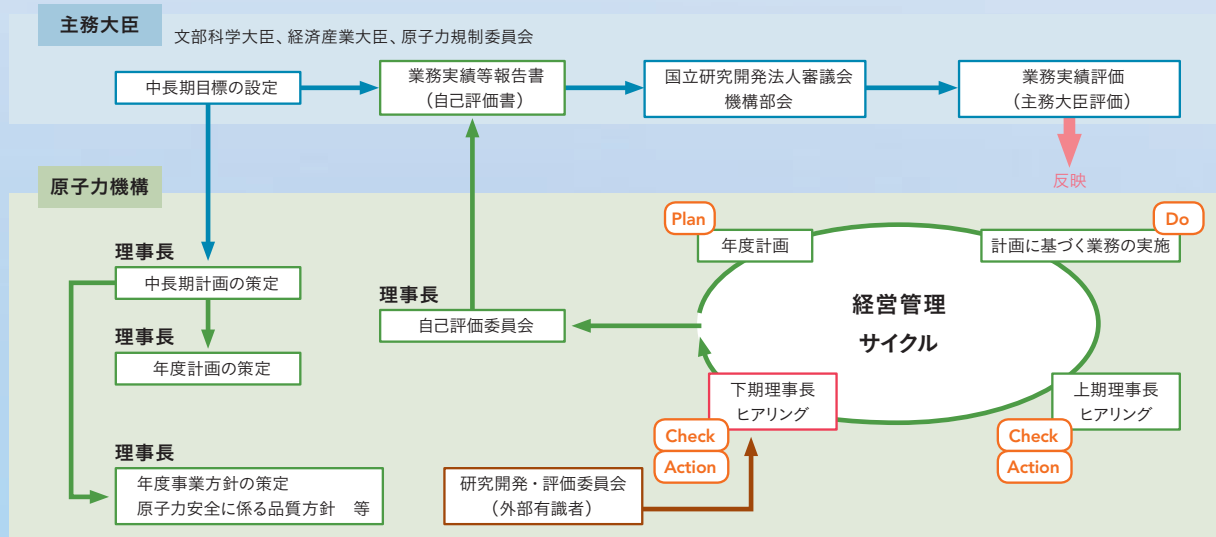 主務大臣
文部科学大臣、経済産業大臣、原子力規制委員会
中長期目標の設定
業務実績等報告書
（自己評価書）
国立研究開発法人審議会
機構部会
業務実績評価
（主務大臣評価）
反映
原子力機構
理事長
中長期計画の策定
理事長
年度計画の策定
理事長
年度事業方針の策定
原子力安全に係る品質方針　等
理事長
自己評価委員会
Plan
年度計画
Do
計画に基づく業務の実施
経営管理
サイクル
下期理事長
ヒアリング
Check
Action
上期理事長
ヒアリング
Check
Action
研究開発・評価委員会
（外部有識者）